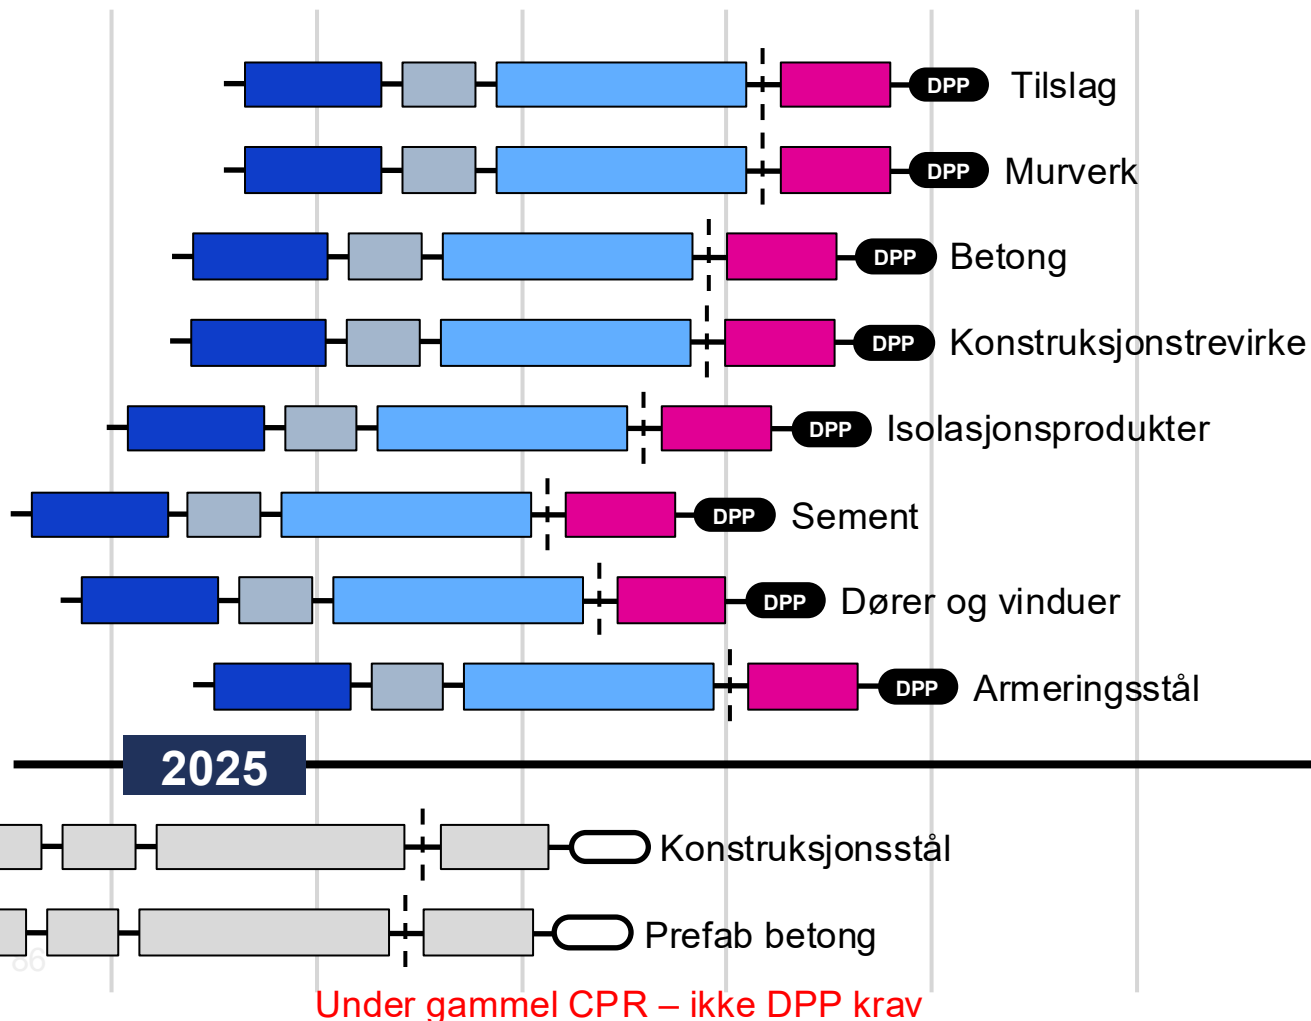 DPP Tilslag
DPP Murverk
DPP Betong
DPP Konstruksjonstrevirke
DPP Isolasjonsprodukter
DPP Sement
DPP Dører og vinduer
DPP Armeringsstål
2025
Konstruksjonsstål
Prefab betong
86
Under gammel CPR – ikke DPP krav